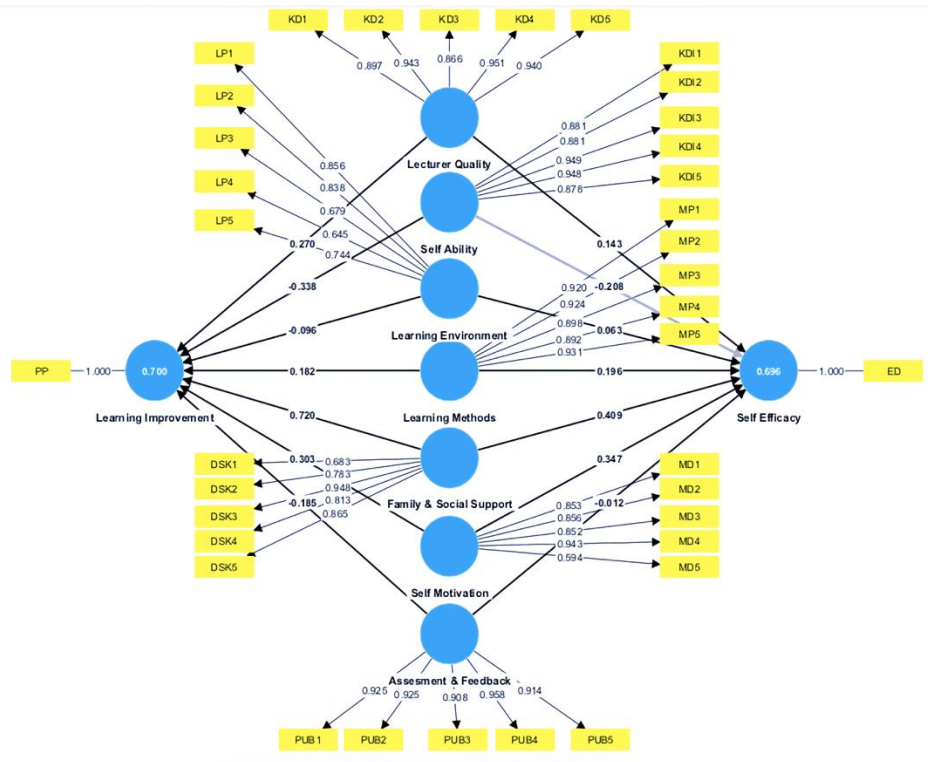 KD1 KD2 KD3 KD4 KD5
0.897 0.943 0.866 0.951 0.940
LP1
LP2
LP3
LP4
LP5
0.856
0.838
0.679
0.645
0.744
KDI1
KDI2
KDI3
KDI4
KDI5
0.881
0.881
0.949
0.948
0.878
Lecturer Quality
Self Ability
Learning Environment
Learning Methods
Family & Social Support
Self Motivation
Assesment & Feedback
MP1
MP2
MP3
MP4
MP5
0.920
0.924
0.898
0.892
0.931
0.270
-0.338
-0.096
0.182
0.720
0.303
-0.185
0.143
-0.208
0.063
0.196
0.409
0.347
-0.012
PP
1.000
0.700
Learning Improvement
0.696
Self Efficacy
1.000
ED
DSK1
DSK2
DSK3
DSK4
DSK5
0.683
0.783
0.948
0.813
0.865
MD1
MD2
MD3
MD4
MD5
0.853
0.856
0.852
0.943
0.594
0.925 0.925 0.908 0.958 0.914
PUB1 PUB2 PUB3 PUB4 PUB5